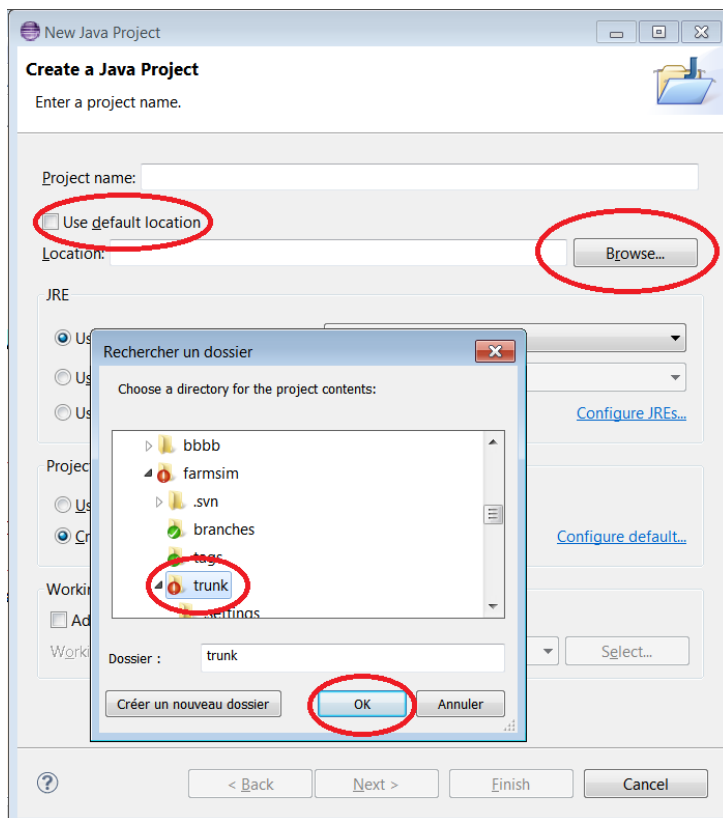 New Java Project
Create a Java Project
Enter a project name.
Project name:
Use default location
Location:
Browse...
JRE
Us
Us
Us
Configure JREs...
Rechercher un dossier
Choose a directory for the project contents:
bbbb
farmsim
.svn
branches
tags
trunk
.settings
Dossier :
trunk
Créer un nouveau dossier
OK
Annuler
Projec
Us
Cr
Configure default...
Workin
Ad
Worki
Select...
< Back
Next >
Finish
Cancel